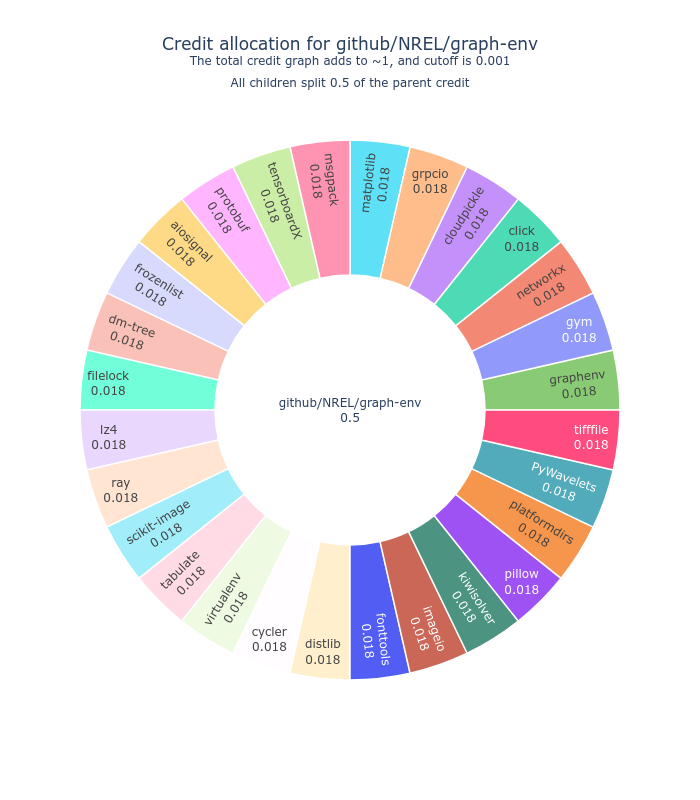 Credit allocation for github/NREL/graph-env
The total credit graph adds to ~1, and cutoff is 0.001
All children split 0.5 of the parent credit
matplotlib
0.018
grpcio
0.018
cloudpickle
0.018
click
0.018
networkx
0.018
gym
0.018
graphenv
0.018
tifffile
0.018
PyWavelets
0.018
platformdirs
0.018
pillow
0.018
kiwisolver
0.018
imageio
0.018
fonttools
0.018
distlib
0.018
cycler
0.018
virtualenv
0.018
tabulate
0.018
scikit-image
0.018
ray
0.018
lz4
0.018
filelock
0.018
dm-tree
0.018
frozenlist
0.018
aiosignal
0.018
protobuf
0.018
tensorboardX
0.018
msgpack
0.018
github/NREL/graph-env
0.5